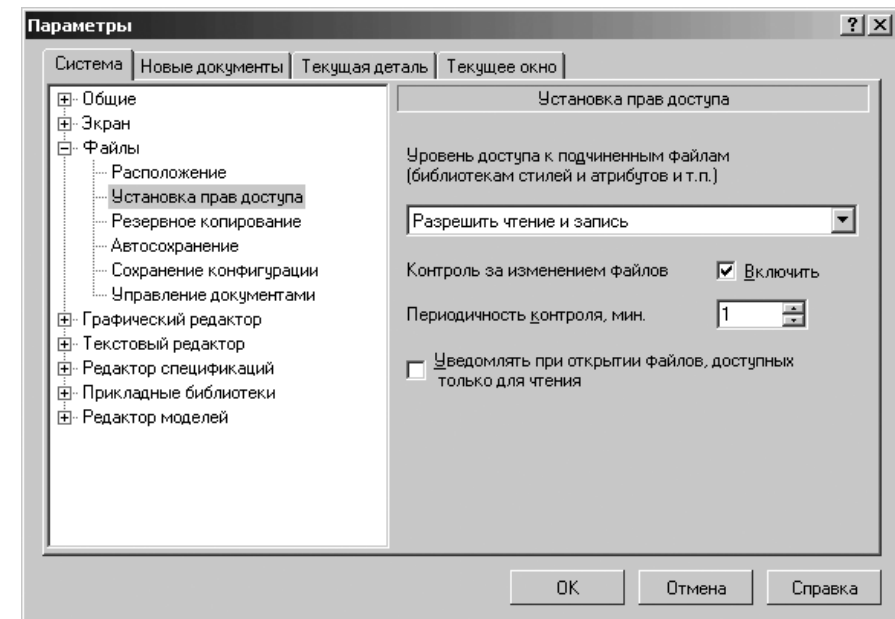 Параметры
Система
Новые документы
Текущая деталь
Текущее окно
Общие
Экран
Файлы
Расположение
Установка прав доступа
Резервное копирование
Автосохранение
Сохранение конфигурации
Управление документами
Графический редактор
Текстовый редактор
Редактор спецификаций
Прикладные библиотеки
Редактор моделей
Установка прав доступа
Уровень доступа к подчиненным файлам
(библиотекам стилей и атрибутов и т.п.)
Разрешить чтение и запись
Контроль за изменением файлов
Включить
Периодичность контроля, мин.
1
Уведомлять при открытии файлов, доступных
только для чтения
OK
Отмена
Справка